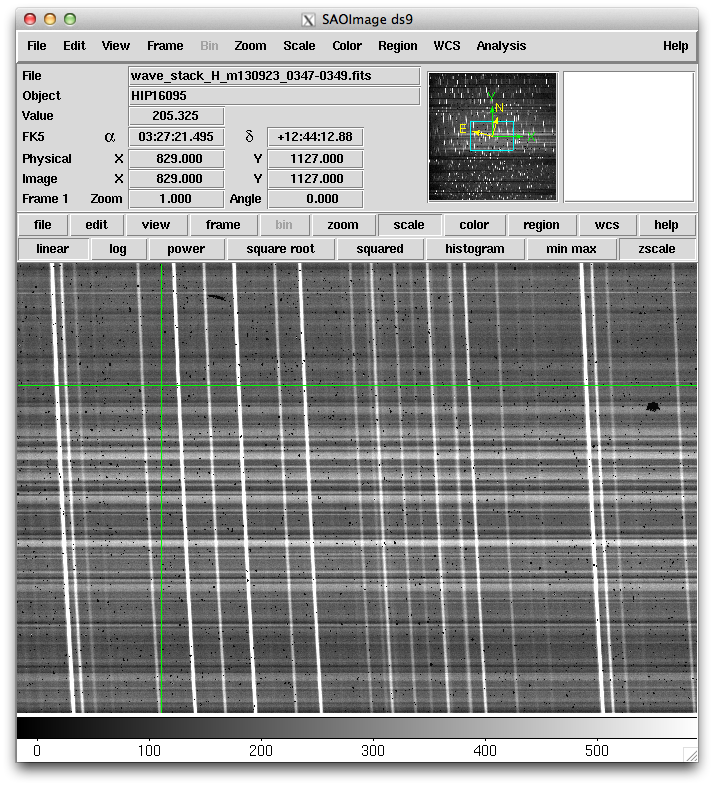 SAOImage ds9
File Edit View Frame Bin Zoom Scale Color Region WCS Analysis Help
File wave_stack_H_m130923_0347-0349.fits
Object HIP16095
Value 205.325
FK5 α 03:27:21.495 δ +12:44:12.88
Physical X 829.000 Y 1127.000
Image X 829.000 Y 1127.000
Frame 1 Zoom 1.000 Angle 0.000
Y
N
E
X
file edit view frame bin zoom scale color region wcs help
linear log power square root squared histogram min max zscale
0 100 200 300 400 500